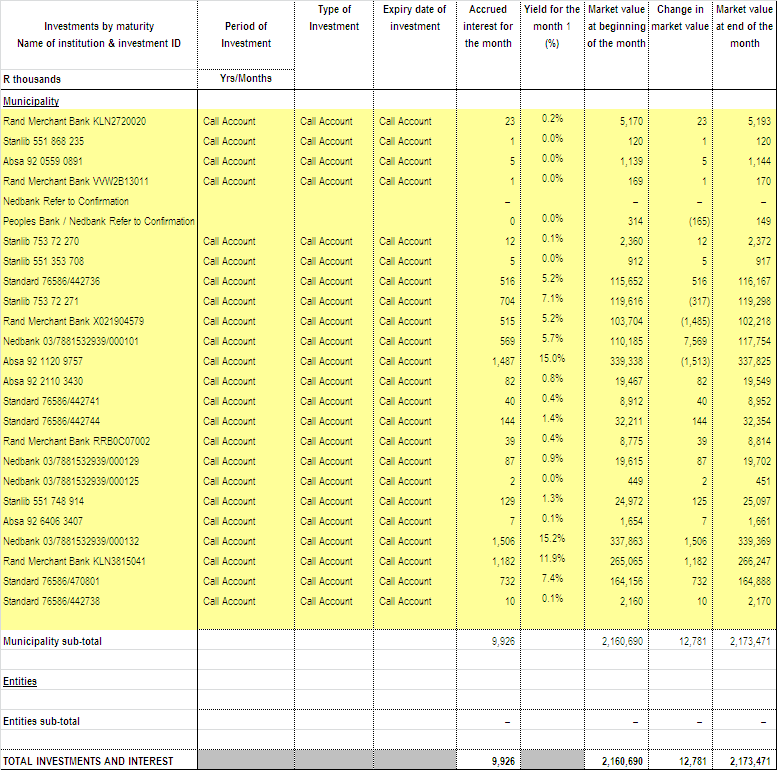 Investments by maturity
Name of institution & investment ID
Period of
Investment
Type of
Investment
Expiry date of
investment
Accrued
interest for
the month
Yield for the
month 1
(%)
Market value
at beginning
of the month
Change in
market value
Market value
at end of the
month
R thousands Yrs/Months
Municipality
Rand Merchant Bank KLN2720020 Call Account Call Account Call Account 23 0.2% 5,170 23 5,193
Stanlib 551 868 235 Call Account Call Account Call Account 1 0.0% 120 1 120
Absa 92 0559 0891 Call Account Call Account Call Account 5 0.0% 1,139 5 1,144
Rand Merchant Bank VVW2B13011 Call Account Call Account Call Account 1 0.0% 169 1 170
Nedbank Refer to Confirmation – – – –
Peoples Bank / Nedbank Refer to Confirmation 0 0.0% 314 (165) 149
Stanlib 753 72 270 Call Account Call Account Call Account 12 0.1% 2,360 12 2,372
Stanlib 551 353 708 Call Account Call Account Call Account 5 0.0% 912 5 917
Standard 76586/442736 Call Account Call Account Call Account 516 5.2% 115,652 516 116,167
Stanlib 753 72 271 Call Account Call Account Call Account 704 7.1% 119,616 (317) 119,298
Rand Merchant Bank X021904579 Call Account Call Account Call Account 515 5.2% 103,704 (1,485) 102,218
Nedbank 03/7881532939/000101 Call Account Call Account Call Account 569 5.7% 110,185 7,569 117,754
Absa 92 1120 9757 Call Account Call Account Call Account 1,487 15.0% 339,338 (1,513) 337,825
Absa 92 2110 3430 Call Account Call Account Call Account 82 0.8% 19,467 82 19,549
Standard 76586/442741 Call Account Call Account Call Account 40 0.4% 8,912 40 8,952
Standard 76586/442744 Call Account Call Account Call Account 144 1.4% 32,211 144 32,354
Rand Merchant Bank RRB0C07002 Call Account Call Account Call Account 39 0.4% 8,775 39 8,814
Nedbank 03/7881532939/000129 Call Account Call Account Call Account 87 0.9% 19,615 87 19,702
Nedbank 03/7881532939/000125 Call Account Call Account Call Account 2 0.0% 449 2 451
Stanlib 551 748 914 Call Account Call Account Call Account 129 1.3% 24,972 125 25,097
Absa 92 6406 3407 Call Account Call Account Call Account 7 0.1% 1,654 7 1,661
Nedbank 03/7881532939/000132 Call Account Call Account Call Account 1,506 15.2% 337,863 1,506 339,369
Rand Merchant Bank KLN3815041 Call Account Call Account Call Account 1,182 11.9% 265,065 1,182 266,247
Standard 76586/470801 Call Account Call Account Call Account 732 7.4% 164,156 732 164,888
Standard 76586/442738 Call Account Call Account Call Account 10 0.1% 2,160 10 2,170
Municipality sub-total 9,926 2,160,690 12,781 2,173,471
Entities
Entities sub-total – – – –
TOTAL INVESTMENTS AND INTEREST 9,926 2,160,690 12,781 2,173,471